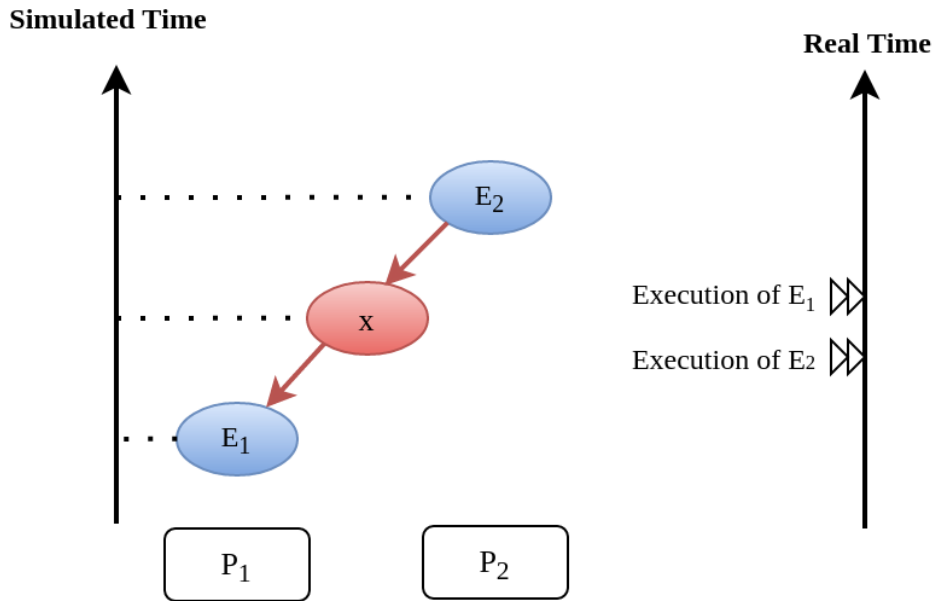 Simulated Time
Real Time
E₂
Execution of E₁
x
Execution of E2
E₁
P₁
P₂